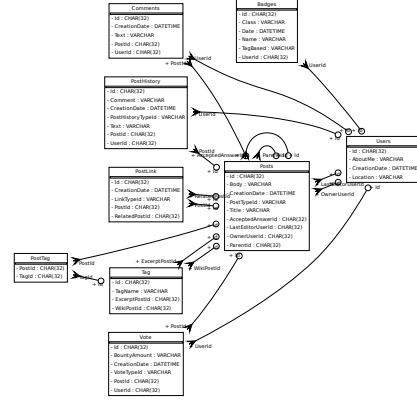 Comments
- Id : CHAR(32)
- CreationDate : DATETIME
- Text : VARCHAR
- PostId : CHAR(32)
- UserId : CHAR(32)
Badges
- Id : CHAR(32)
- Class : VARCHAR
- Date : DATETIME
- Name : VARCHAR
- TagBased : VARCHAR
- UserId : CHAR(32)
UserId
+ PostId
UserId
PostHistory
- Id : CHAR(32)
- Comment : VARCHAR
- CreationDate : DATETIME
- PostHistoryTypeId : VARCHAR
- Text : VARCHAR
- PostId : CHAR(32)
- UserId : CHAR(32)
UserId
PostId
+ Id
Users
- Id : CHAR(32)
- AboutMe : VARCHAR
- CreationDate : DATETIME
- Location : VARCHAR
+ Id
Posts
- Id : CHAR(32)
- Body : VARCHAR
- CreationDate : DATETIME
- PostTypeId : VARCHAR
- Title : VARCHAR
- AcceptedAnswerId : CHAR(32)
- LastEditorUserId : CHAR(32)
- OwnerUserId : CHAR(32)
- ParentId : CHAR(32)
OwnerUserId
+ Id
PostLink
- Id : CHAR(32)
- CreationDate : DATETIME
- LinkTypeId : VARCHAR
- PostId : CHAR(32)
- RelatedPostId : CHAR(32)
PostTag
- PostId : CHAR(32)
- TagId : CHAR(32)
PostId
TagId
+ Id
+ ExcerptPostId
WikiPostId
Tag
- Id : CHAR(32)
- TagName : VARCHAR
- ExcerptPostId : CHAR(32)
- WikiPostId : CHAR(32)
+ PostId
UserId
Vote
- Id : CHAR(32)
- BountyAmount : VARCHAR
- CreationDate : DATETIME
- VoteTypeId : VARCHAR
- PostId : CHAR(32)
- UserId : CHAR(32)